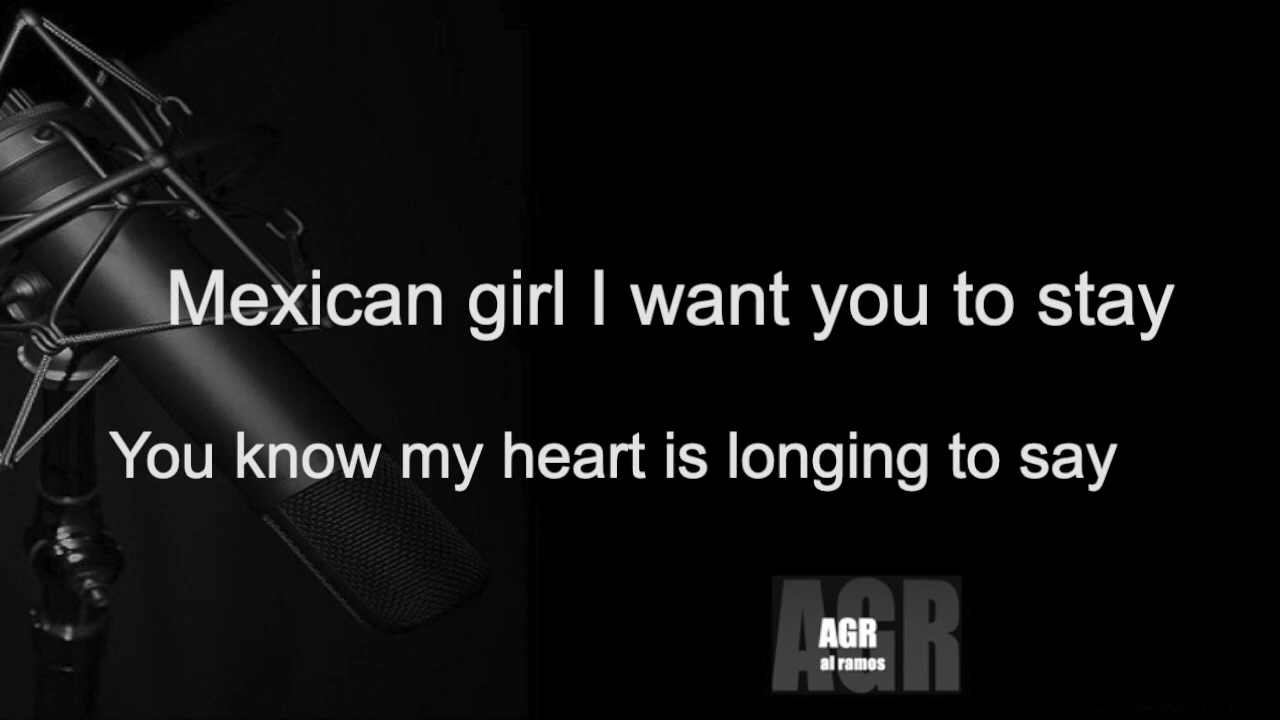 Mexican girl I want you to stay
You know my heart is longing to say
AGR
AGR
al ramos